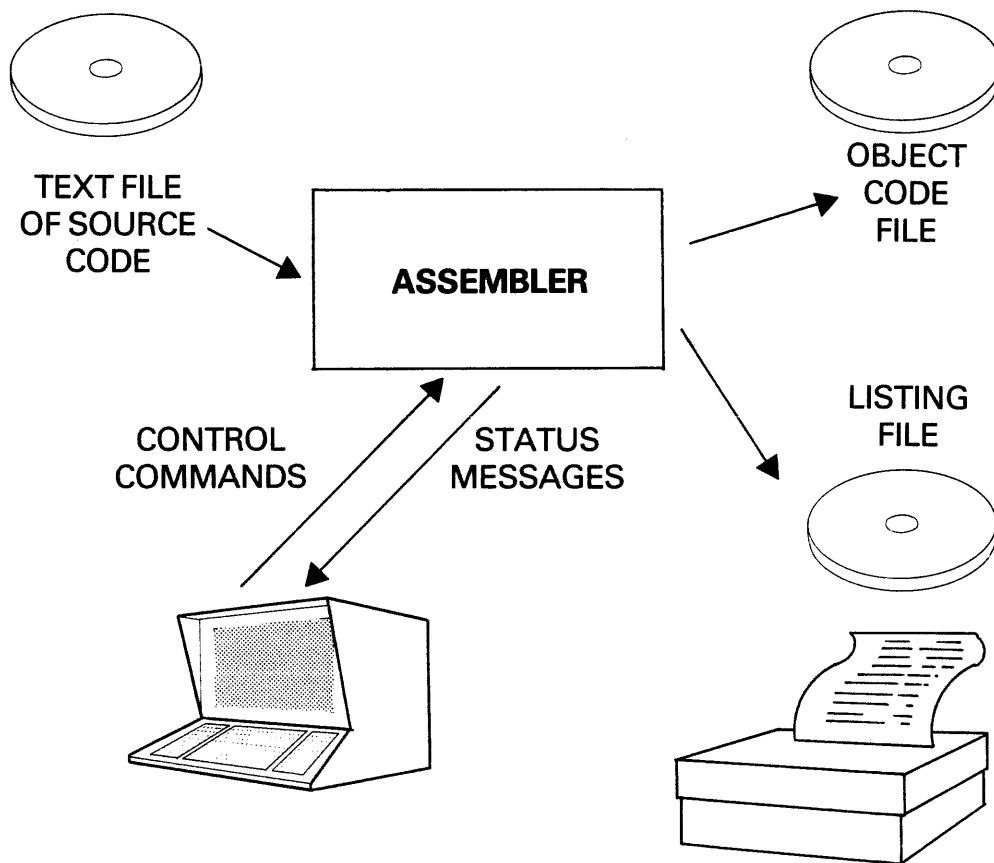 TEXT FILE
OF SOURCE
CODE
ASSEMBLER
OBJECT
CODE
FILE
CONTROL
COMMANDS
STATUS
MESSAGES
LISTING
FILE